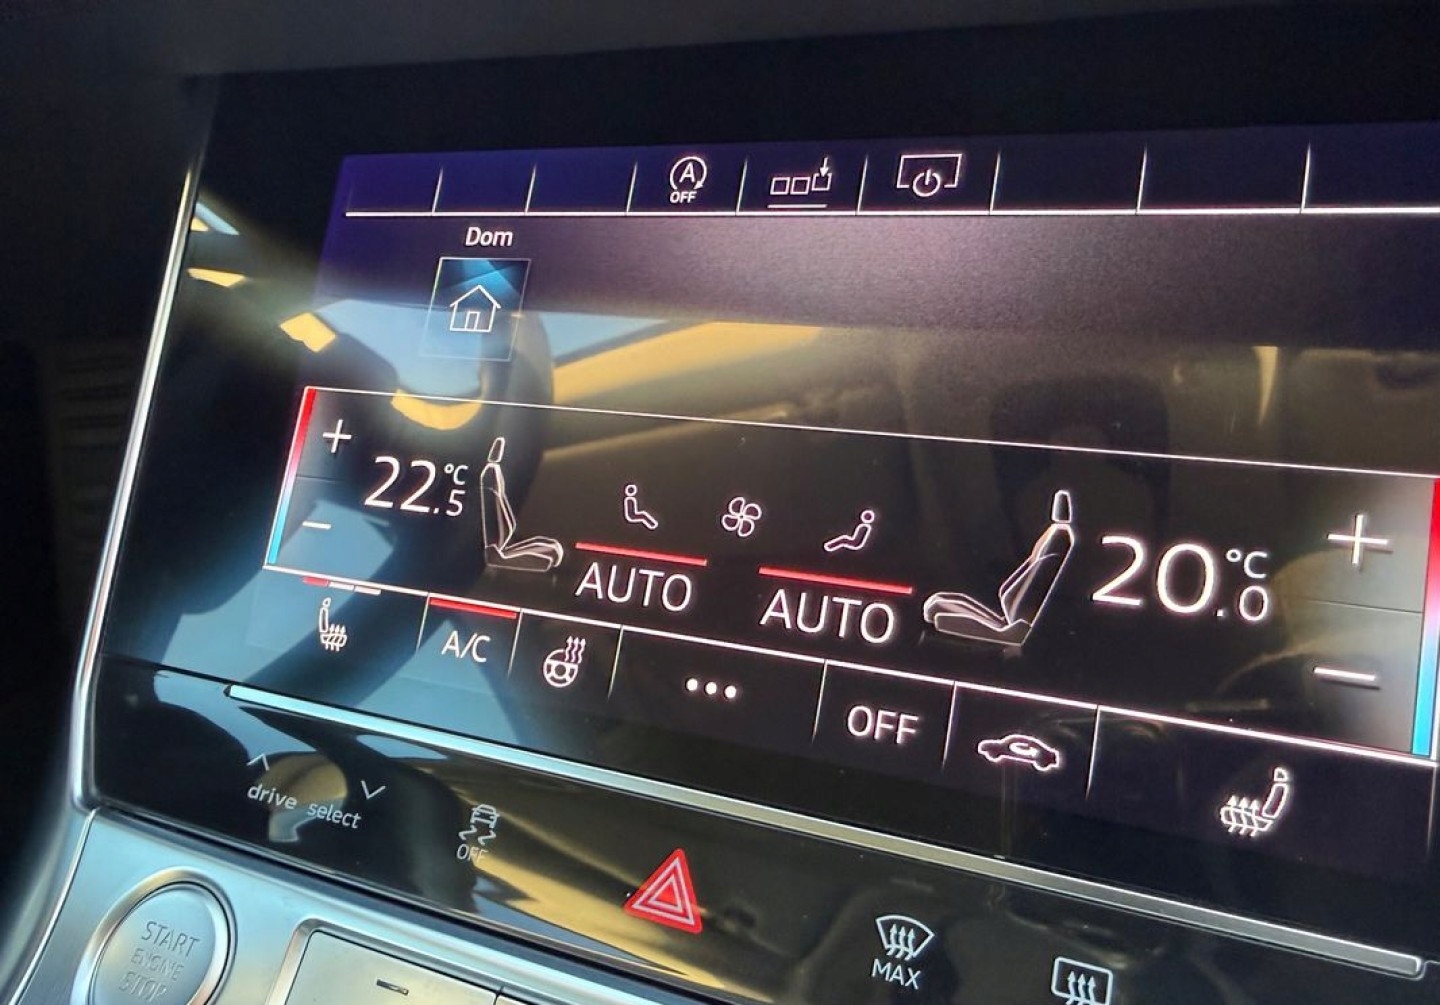 A
OFF
Dom
22.5 °C
AUTO
AUTO
20.0 °C
A/C
OFF
drive select
OFF
START
ENGINE
STOP
MAX